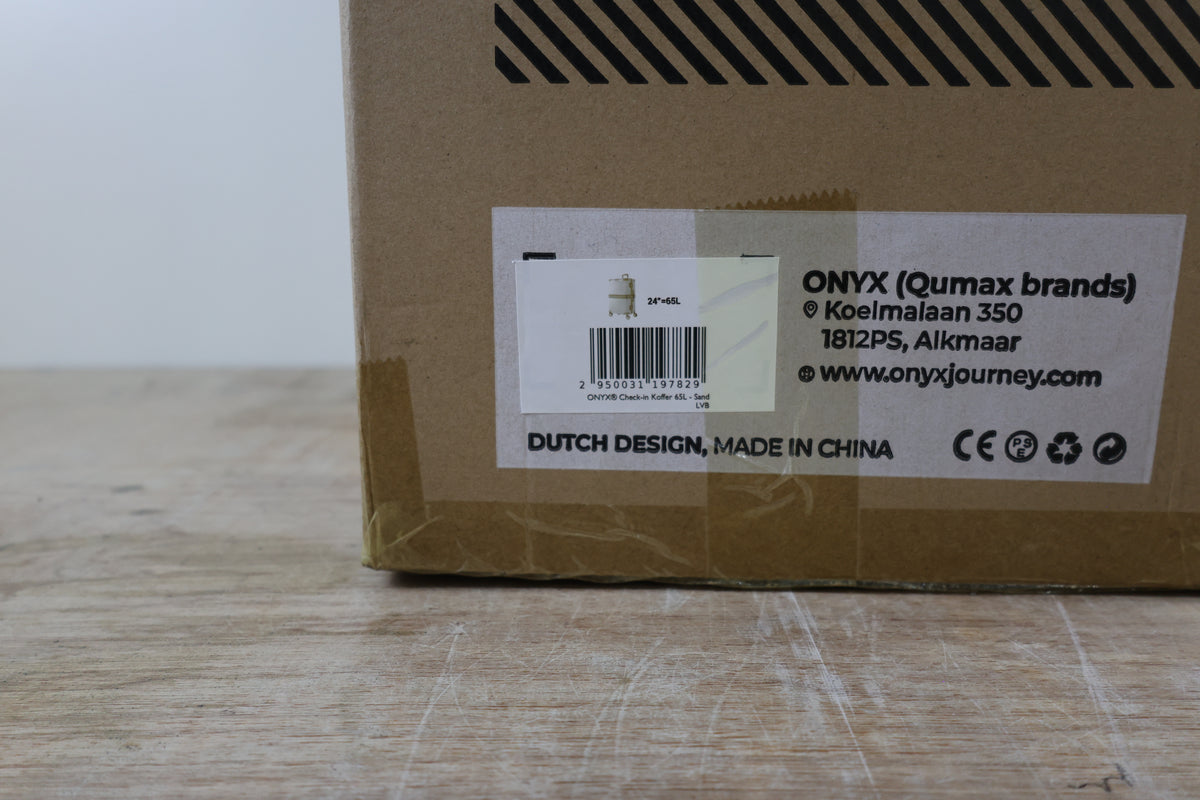 24"=65L
2 950031 197829
ONYX® Check-in Koffer 65L - Sand
LVB
ONYX (Qumax brands)
Koelmalaan 350
1812PS, Alkmaar
www.onyxjourney.com
DUTCH DESIGN, MADE IN CHINA
CE PS E